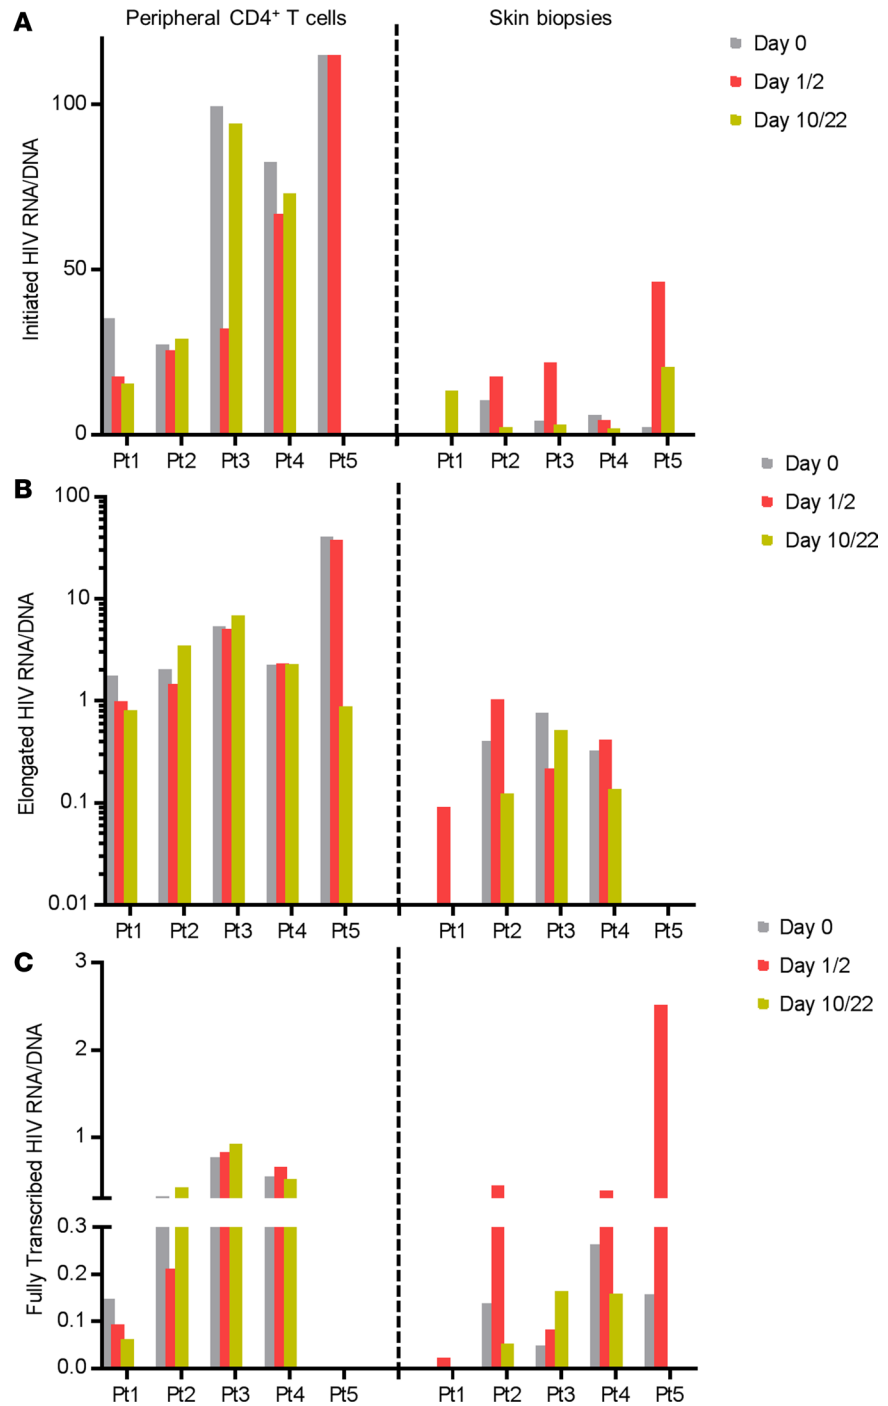 A
Peripheral CD4⁺ T cells
Skin biopsies
Day 0
Day 1/2
Day 10/22
Initiated HIV RNA/DNA
100
50
0
Pt1 Pt2 Pt3 Pt4 Pt5 Pt1 Pt2 Pt3 Pt4 Pt5
B
Day 0
Day 1/2
Day 10/22
Elongated HIV RNA/DNA
100
10
1
0.1
0.01
Pt1 Pt2 Pt3 Pt4 Pt5 Pt1 Pt2 Pt3 Pt4 Pt5
C
Day 0
Day 1/2
Day 10/22
Fully Transcribed HIV RNA/DNA
3
2
1
0.3
0.2
0.1
0.0
Pt1 Pt2 Pt3 Pt4 Pt5 Pt1 Pt2 Pt3 Pt4 Pt5